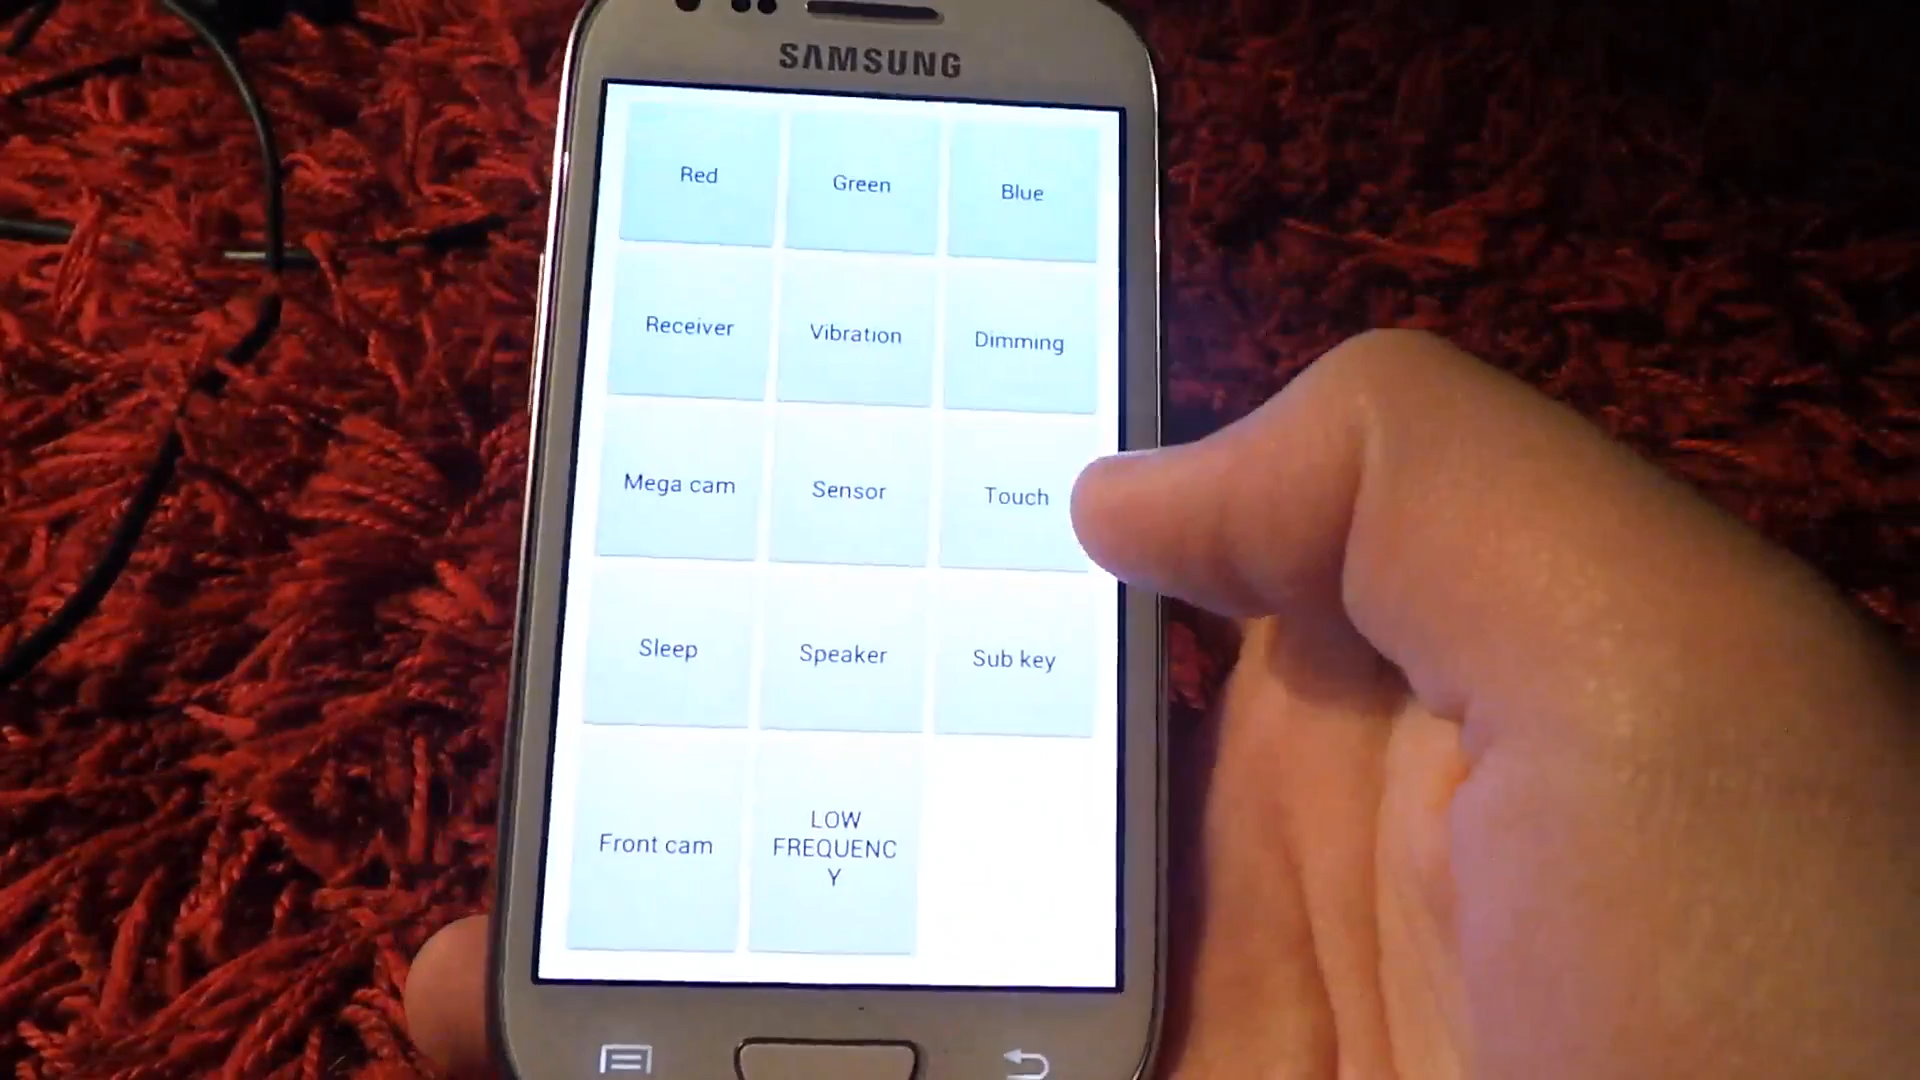 SAMSUNG
Red
Green
Blue
Receiver
Vibration
Dimming
Mega cam
Sensor
Touch
Sleep
Speaker
Sub key
Front cam
LOW
FREQUENC
Y